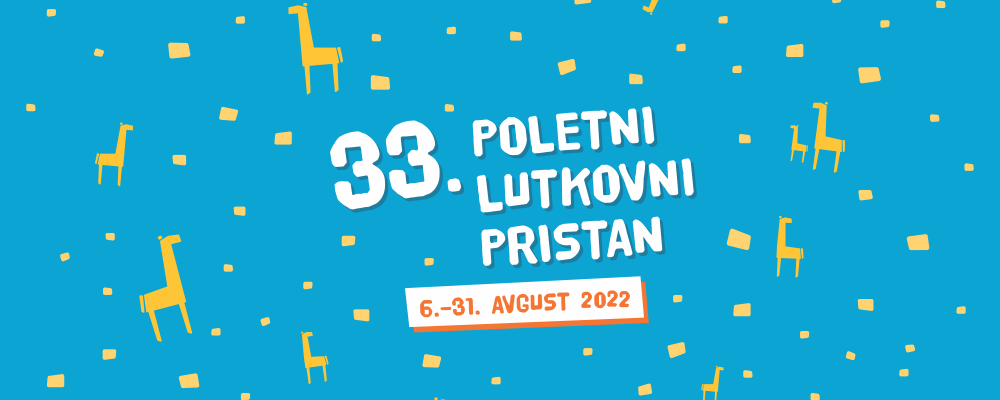 33. POLETNI
LUTKOVNI
PRISTAN
6.–31. AVGUST 2022